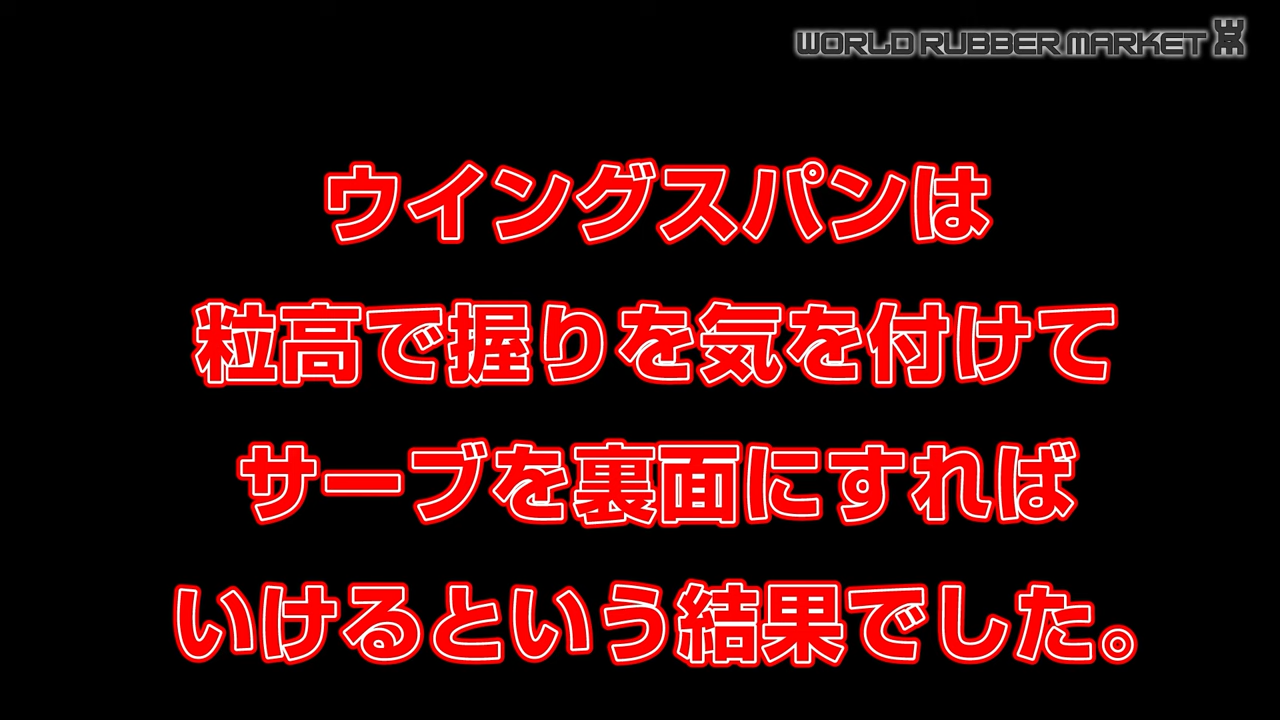 WORLD RUBBER MARKET
ウイングスパンは
粒高で握りを気を付けて
サーブを裏面にすれば
いけるという結果でした。